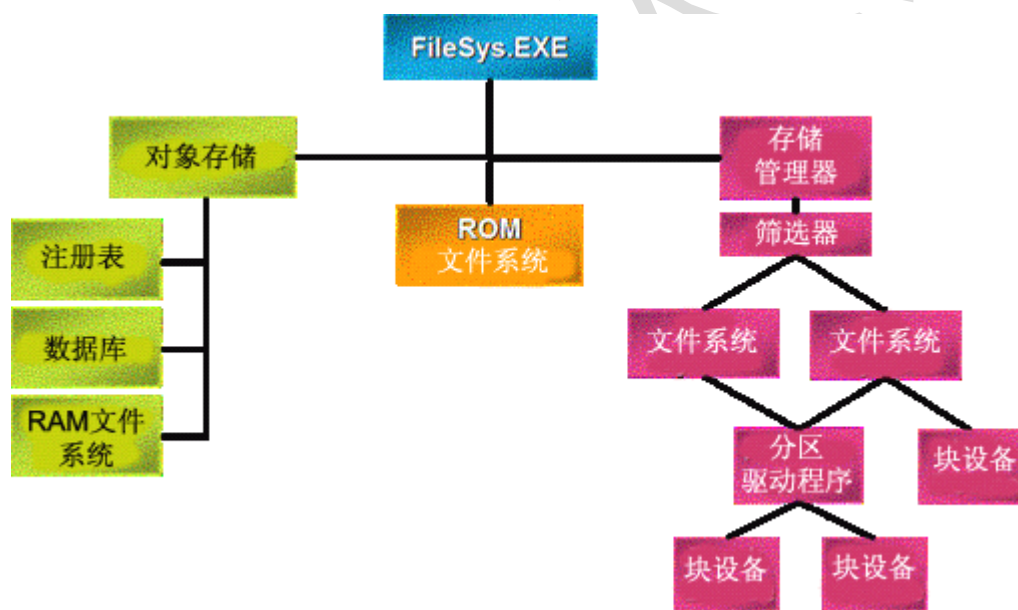 FileSys.EXE
对象存储
存储
管理器
ROM
文件系统
筛选器
注册表
数据库
RAM文件
系统
文件系统
文件系统
分区
驱动程序
块设备
块设备
块设备